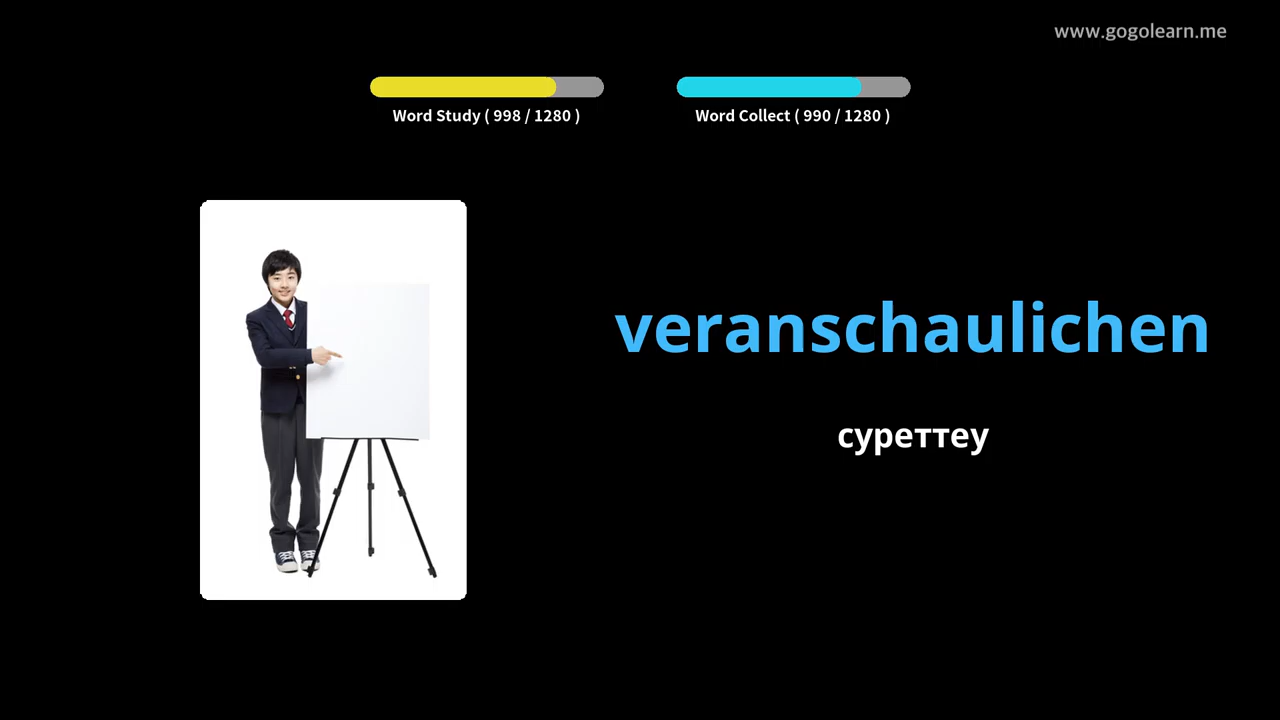 www.gogolearn.me
Word Study ( 998 / 1280 )
Word Collect ( 990 / 1280 )
veranschaulichen
суреттеу